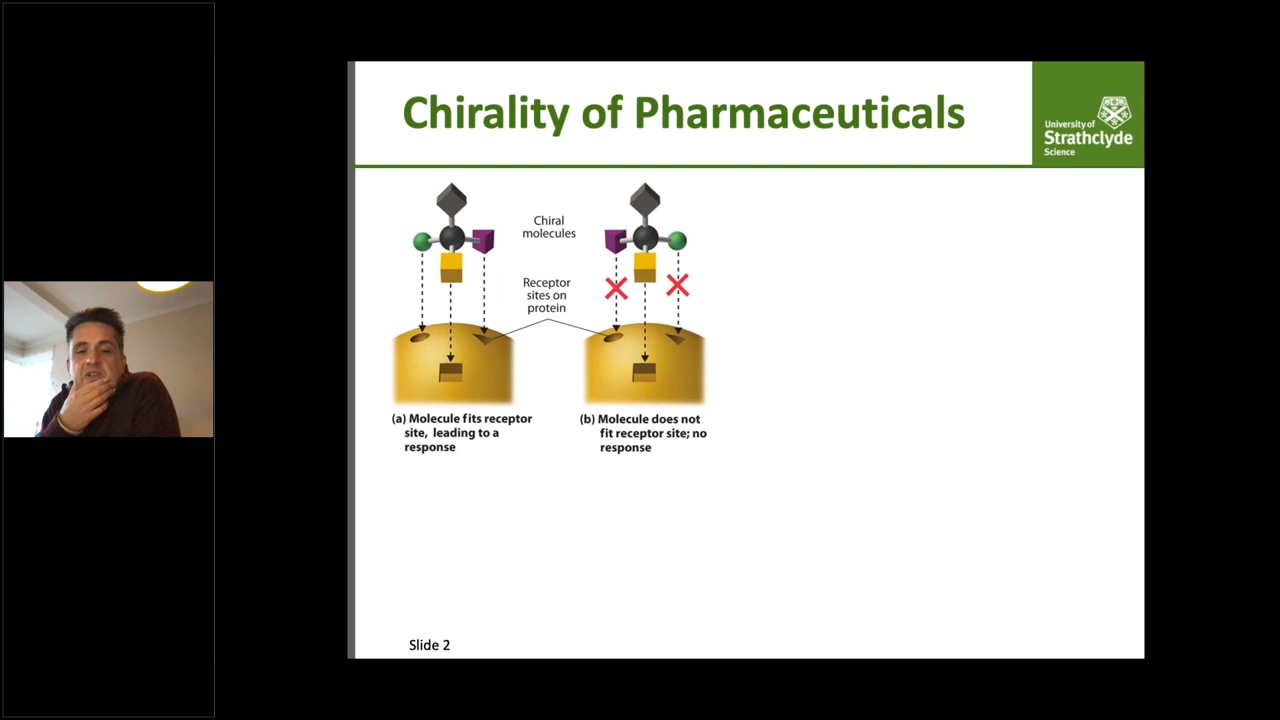 Chirality of Pharmaceuticals
University of
Strathclyde
Science
Chiral
molecules
Receptor
sites on
protein
(a) Molecule fits receptor
site, leading to a
response
(b) Molecule does not
fit receptor site; no
response
Slide 2